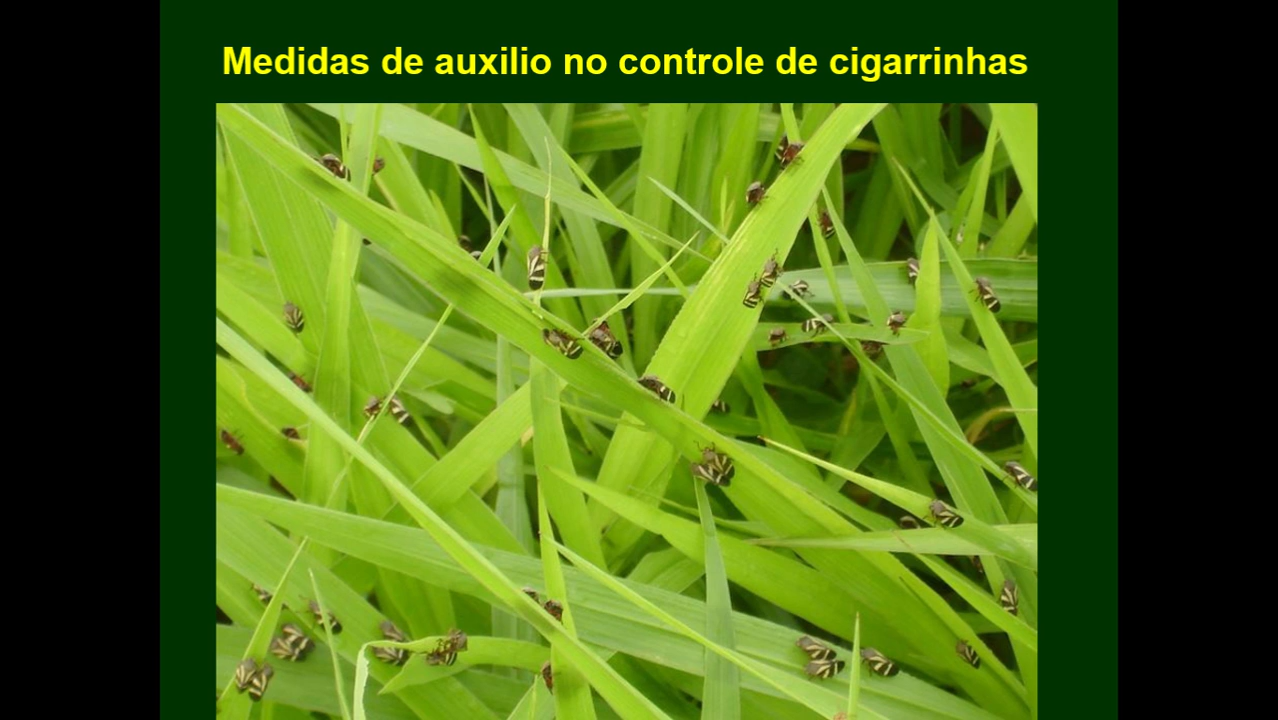 Medidas de auxilio no controle de cigarrinhas